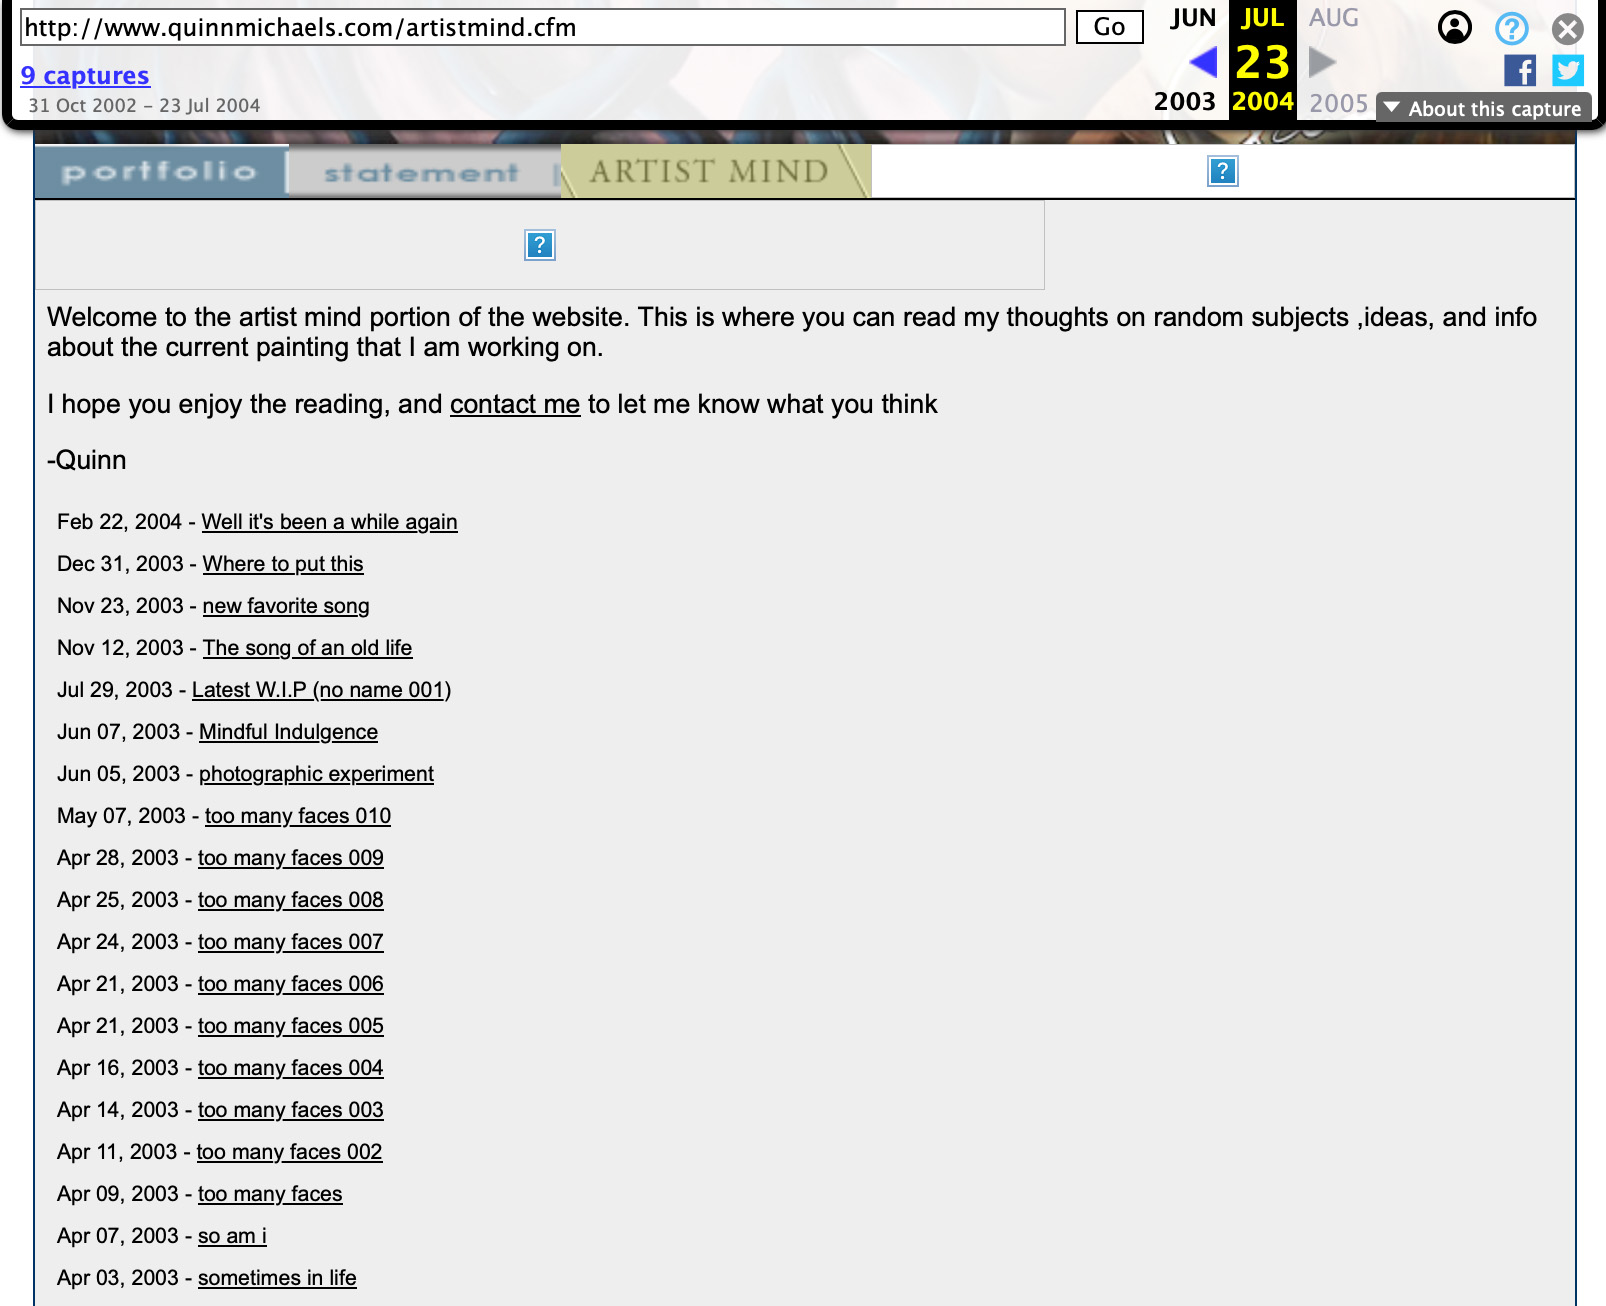 http://www.quinnmichaels.com/artistmind.cfm
Go
JUN JUL AUG
23
2003 2004 2005
9 captures
31 Oct 2002 – 23 Jul 2004
About this capture
portfolio
statement
ARTIST MIND
Welcome to the artist mind portion of the website. This is where you can read my thoughts on random subjects ,ideas, and info
about the current painting that I am working on.
I hope you enjoy the reading, and contact me to let me know what you think
-Quinn
Feb 22, 2004 - Well it's been a while again
Dec 31, 2003 - Where to put this
Nov 23, 2003 - new favorite song
Nov 12, 2003 - The song of an old life
Jul 29, 2003 - Latest W.I.P (no name 001)
Jun 07, 2003 - Mindful Indulgence
Jun 05, 2003 - photographic experiment
May 07, 2003 - too many faces 010
Apr 28, 2003 - too many faces 009
Apr 25, 2003 - too many faces 008
Apr 24, 2003 - too many faces 007
Apr 21, 2003 - too many faces 006
Apr 21, 2003 - too many faces 005
Apr 16, 2003 - too many faces 004
Apr 14, 2003 - too many faces 003
Apr 11, 2003 - too many faces 002
Apr 09, 2003 - too many faces
Apr 07, 2003 - so am i
Apr 03, 2003 - sometimes in life